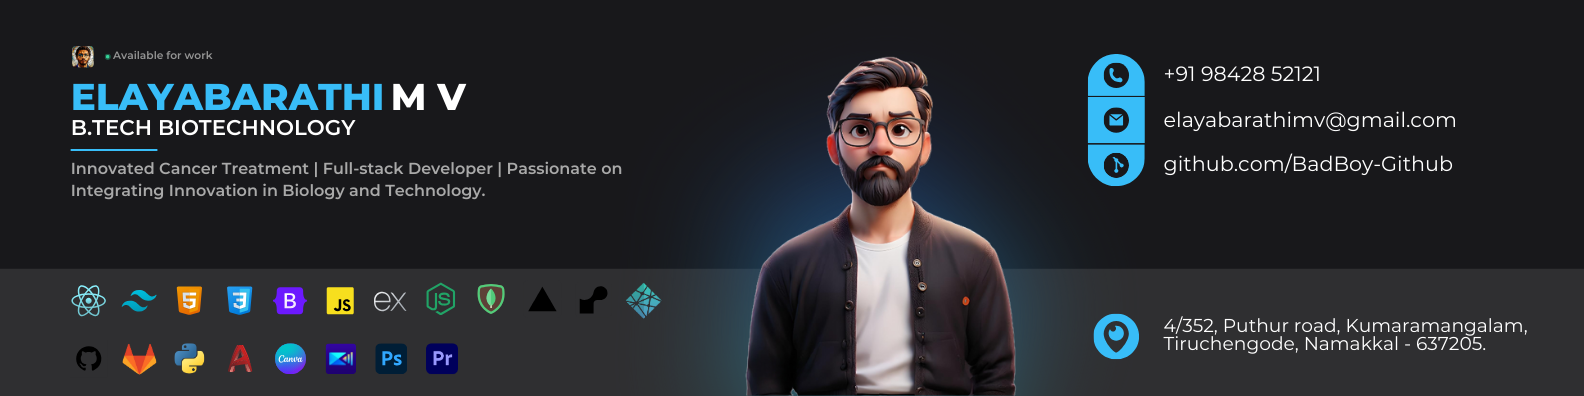 Available for work
ELAYABARATHI M V
B.TECH BIOTECHNOLOGY
Innovated Cancer Treatment | Full-stack Developer | Passionate on
Integrating Innovation in Biology and Technology.
+91 98428 52121
elayabarathimv@gmail.com
github.com/BadBoy-Github
5 3 B JS ex JS
A Canva Ps Pr
4/352, Puthur road, Kumaramangalam,
Tiruchengode, Namakkal - 637205.